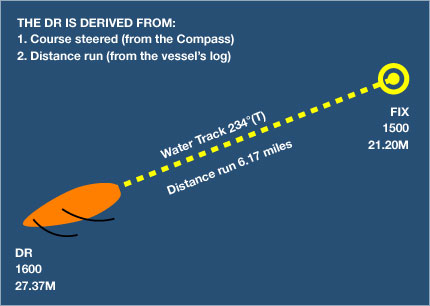 THE DR IS DERIVED FROM:
1. Course steered (from the Compass)
2. Distance run (from the vessel's log)
Water Track 234°(T)
Distance run 6.17 miles
FIX
1500
21.20M
DR
1600
27.37M